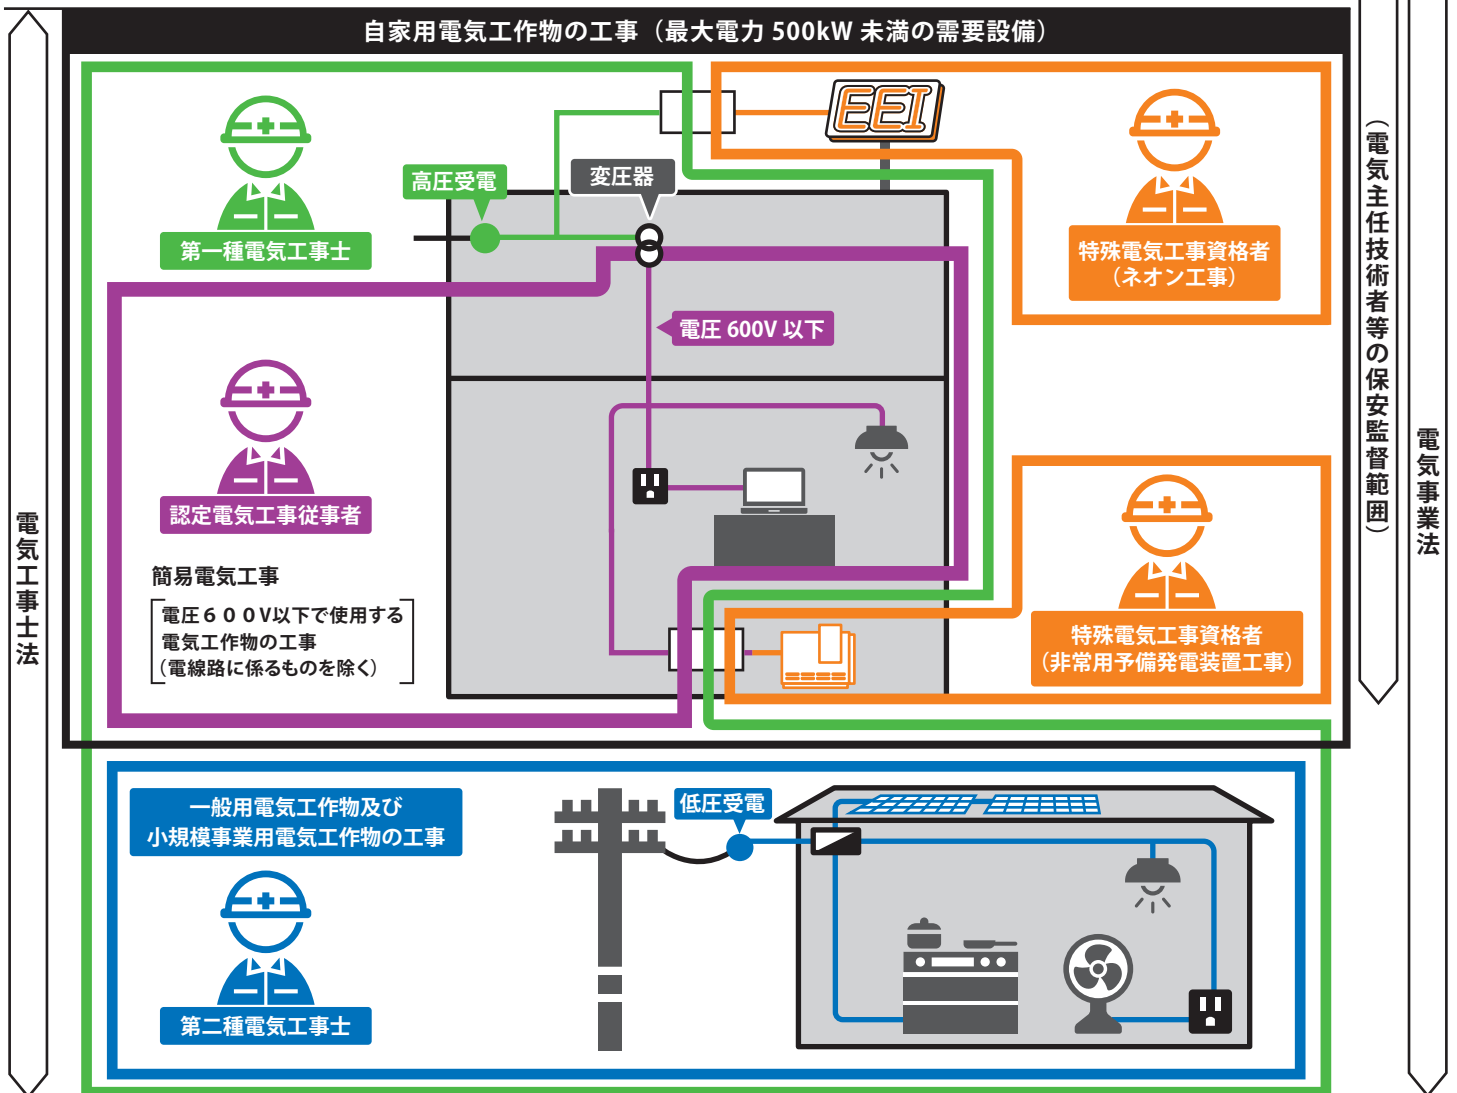 自家用電気工作物の工事（最大電力 500kW 未満の需要設備）
EEI
高圧受電
変圧器
第一種電気工事士
特殊電気工事資格者
（ネオン工事）
電圧 600V 以下
認定電気工事従事者
簡易電気工事
電圧６００V以下で使用する
電気工作物の工事
（電線路に係るものを除く）
特殊電気工事資格者
（非常用予備発電装置工事）
（電気主任技術者等の保安監督範囲）
電気事業法
電気工事士法
一般用電気工作物及び
小規模事業用電気工作物の工事
低圧受電
第二種電気工事士